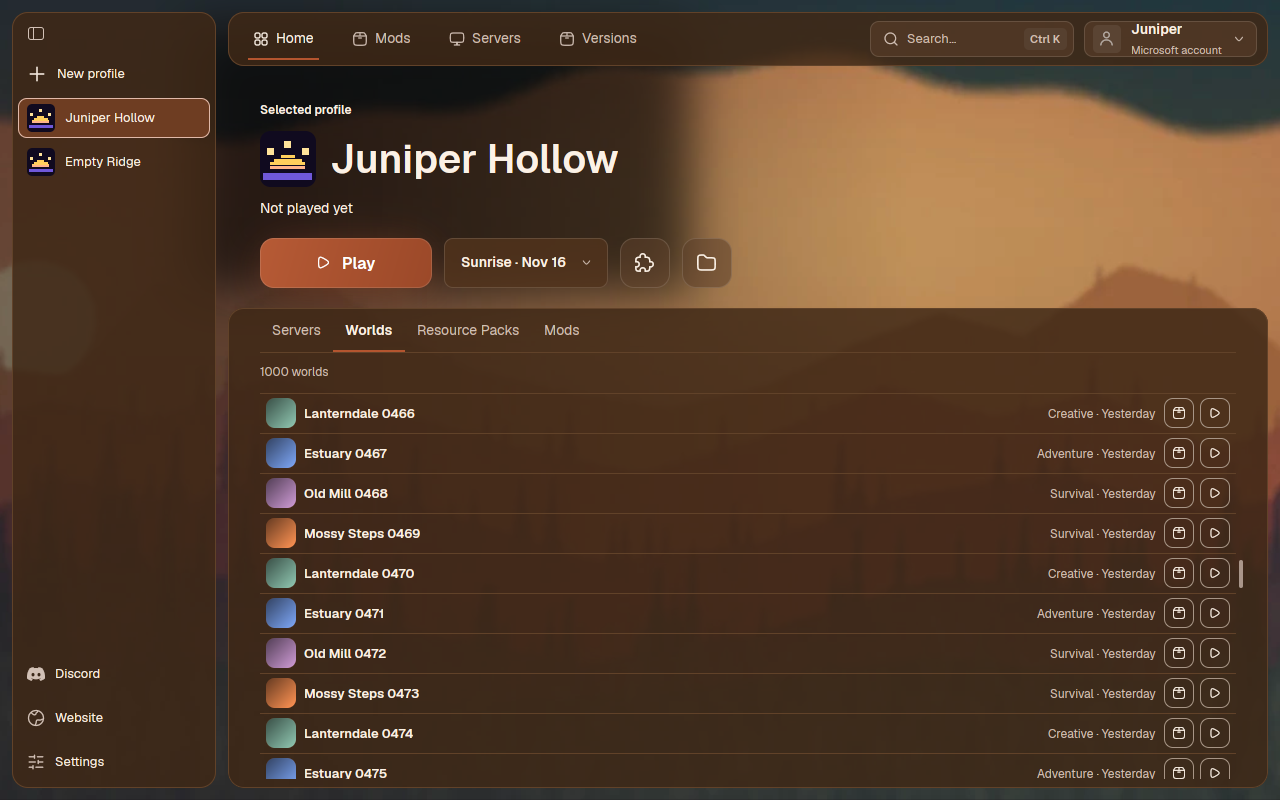 New profile
Juniper Hollow
Empty Ridge
Discord
Website
Settings
Home
Mods
Servers
Versions
Search...
Ctrl K
Juniper
Microsoft account
Selected profile
Juniper Hollow
Not played yet
Play
Sunrise · Nov 16
Servers
Worlds
Resource Packs
Mods
1000 worlds
Lanterndale 0466
Creative · Yesterday
Estuary 0467
Adventure · Yesterday
Old Mill 0468
Survival · Yesterday
Mossy Steps 0469
Survival · Yesterday
Lanterndale 0470
Creative · Yesterday
Estuary 0471
Adventure · Yesterday
Old Mill 0472
Survival · Yesterday
Mossy Steps 0473
Survival · Yesterday
Lanterndale 0474
Creative · Yesterday
Estuary 0475
Adventure · Yesterday